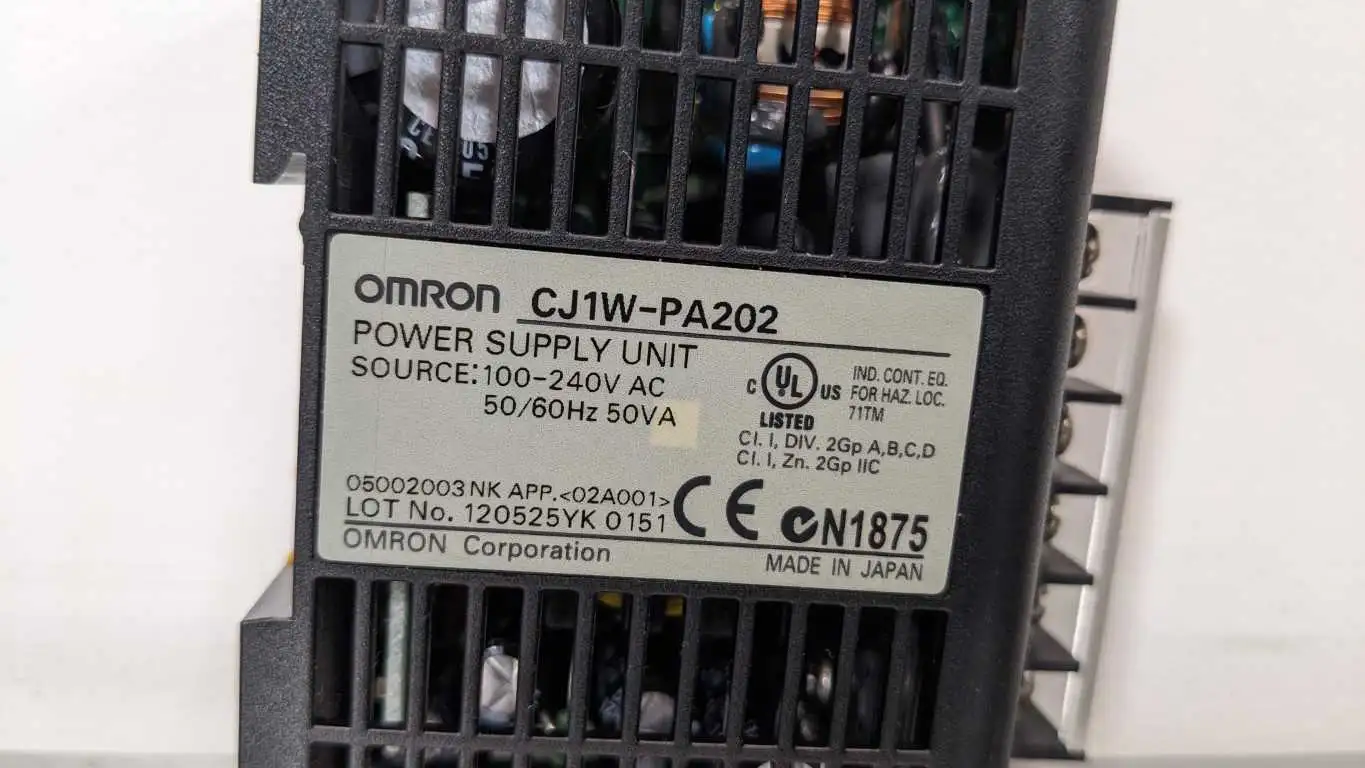 CE
05
OMRON CJ1W-PA202
POWER SUPPLY UNIT
SOURCE: 100-240V AC
50/60Hz 50VA
C UL US
LISTED
IND. CONT. EQ.
FOR HAZ. LOC.
71TM
Cl. I, DIV. 2Gp A,B,C,D
Cl. I, Zn. 2Gp IIC
05002003 NK APP.<02A001>
LOT No. 120525YK 0151
CE N1875
OMRON Corporation
MADE IN JAPAN